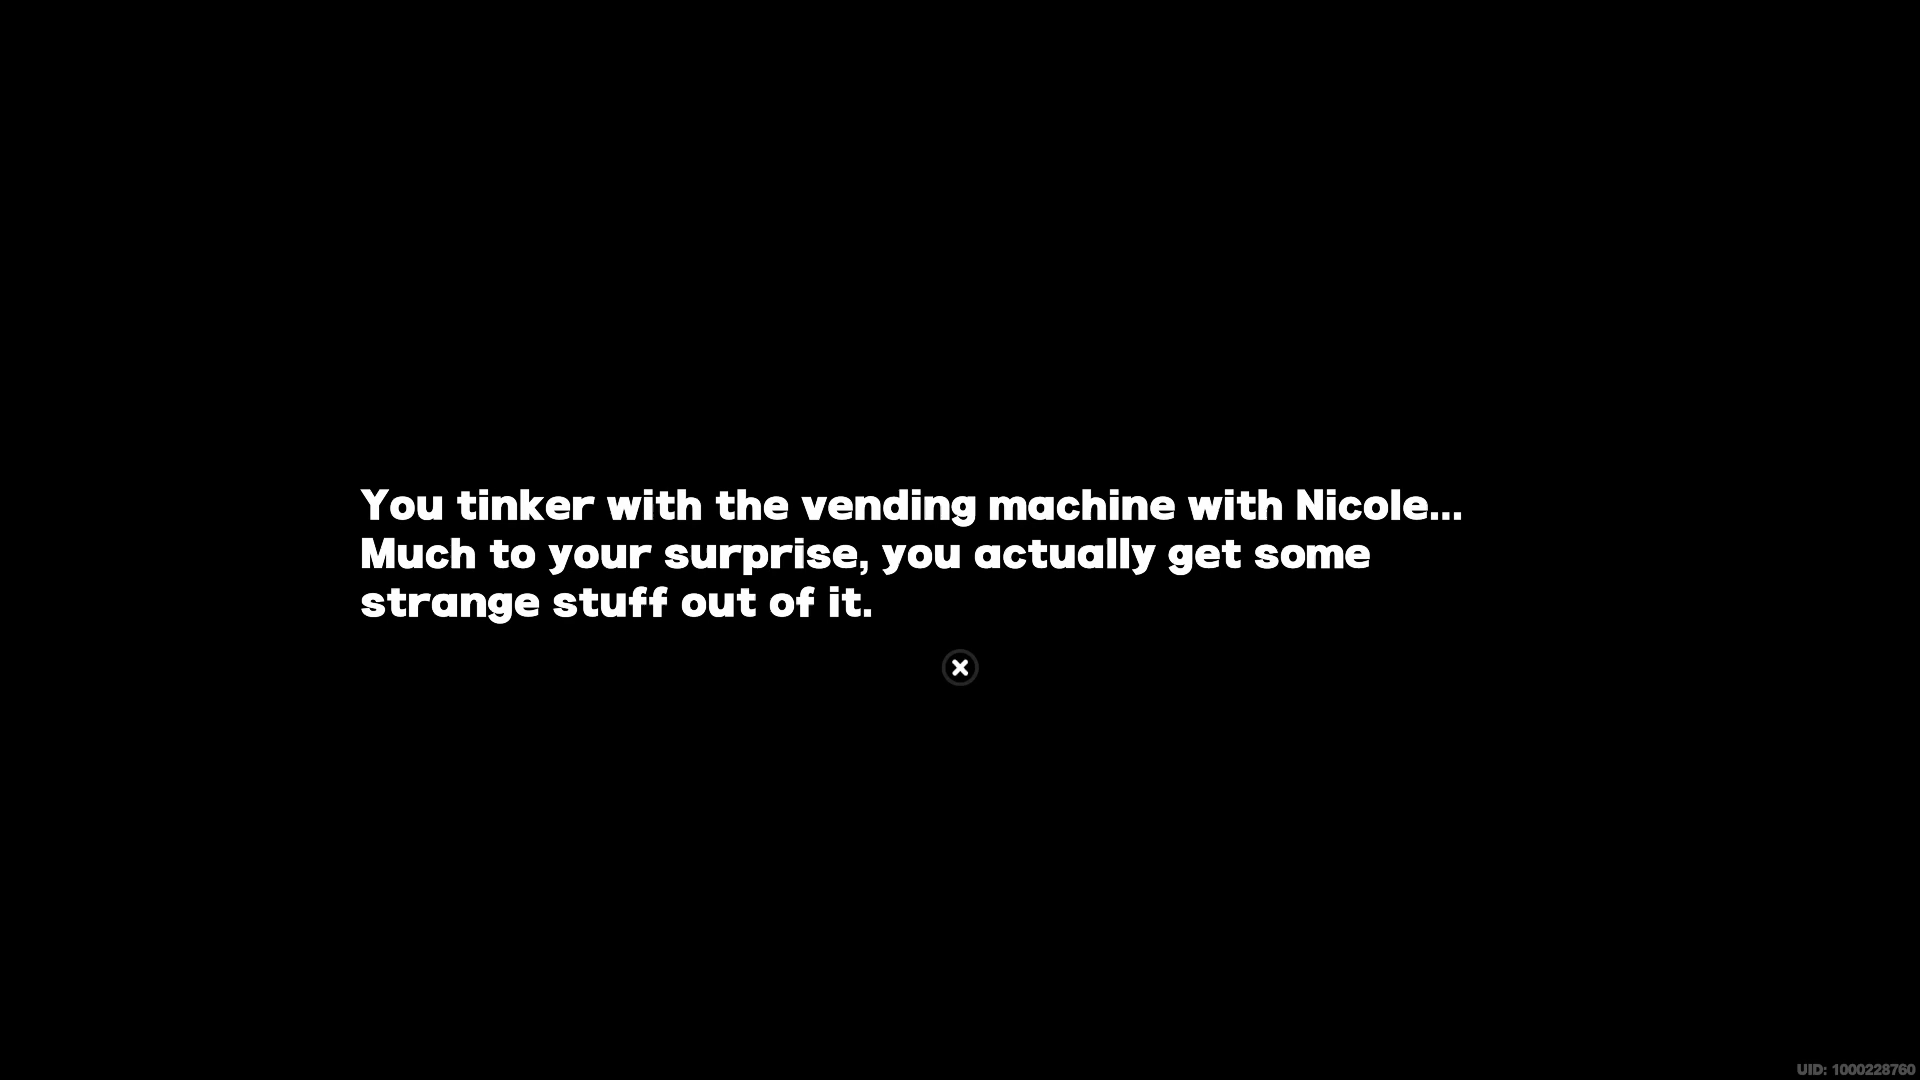 You tinker with the vending machine with Nicole...
Much to your surprise, you actually get some
strange stuff out of it.
UID: 1000228760